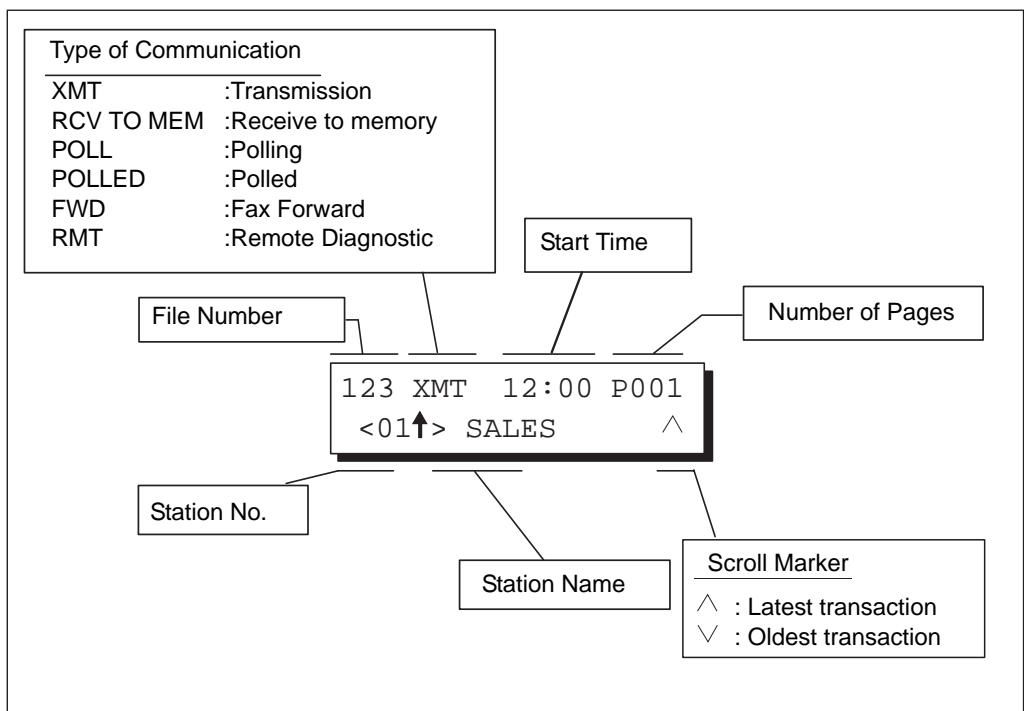 Type of Communication
XMT :Transmission
RCV TO MEM :Receive to memory
POLL :Polling
POLLED :Polled
FWD :Fax Forward
RMT :Remote Diagnostic
Start Time
File Number
Number of Pages
123 XMT 12:00 P001
<01↑> SALES ∧
Station No.
Station Name
Scroll Marker
∧ : Latest transaction
∨ : Oldest transaction